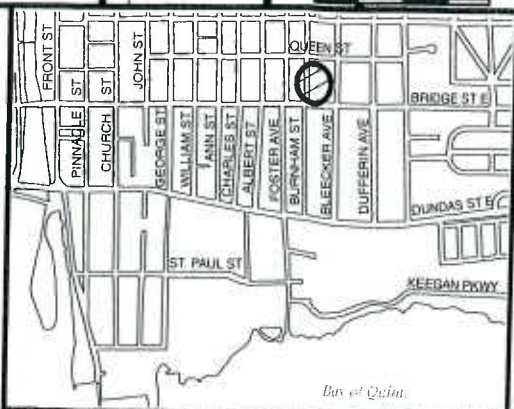 QUEEN ST
FRONT ST
PINNACLE ST
CHURCH ST
JOHN ST
BRIDGE ST E
GEORGE ST
WILLIAM ST
ANN ST
CHARLES ST
ALBERT ST
FOSTER AVE
BURNHAM ST
BLEECKER AVE
DUFFERIN AVE
DUNDAS ST E
ST. PAUL ST
KEEGAN PKWY
Bay of Quinte